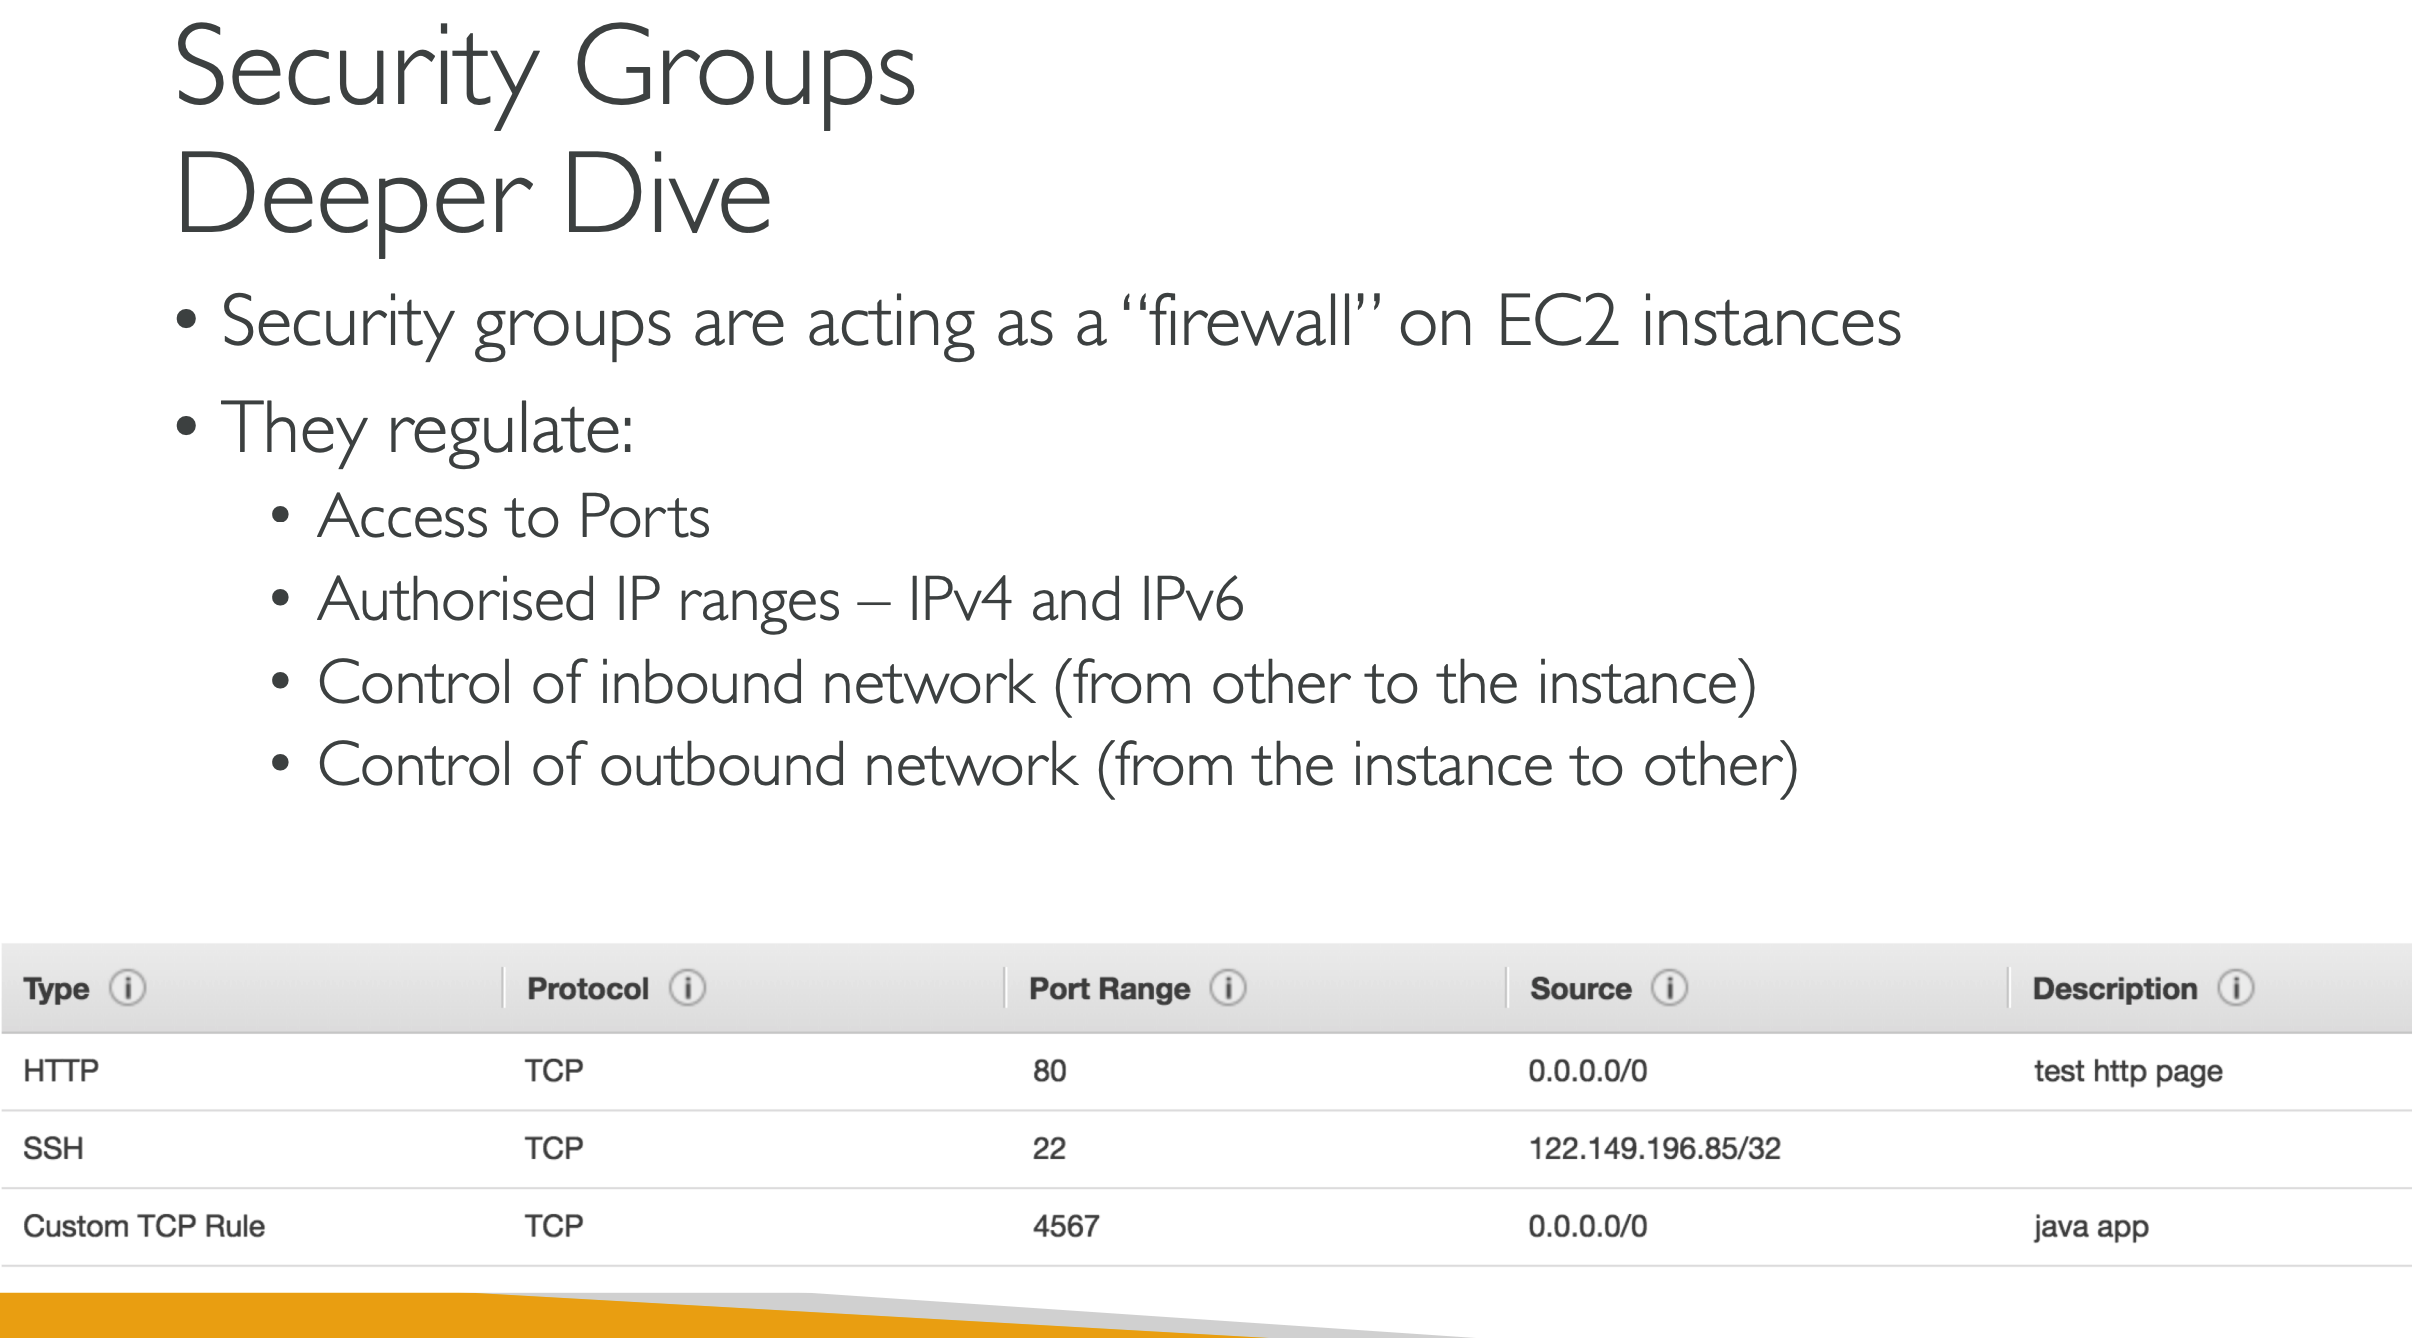 Security Groups
Deeper Dive
• Security groups are acting as a “firewall” on EC2 instances
• They regulate:
• Access to Ports
• Authorised IP ranges – IPv4 and IPv6
• Control of inbound network (from other to the instance)
• Control of outbound network (from the instance to other)
Type i Protocol i Port Range i Source i Description i
HTTP TCP 80 0.0.0.0/0 test http page
SSH TCP 22 122.149.196.85/32
Custom TCP Rule TCP 4567 0.0.0.0/0 java app